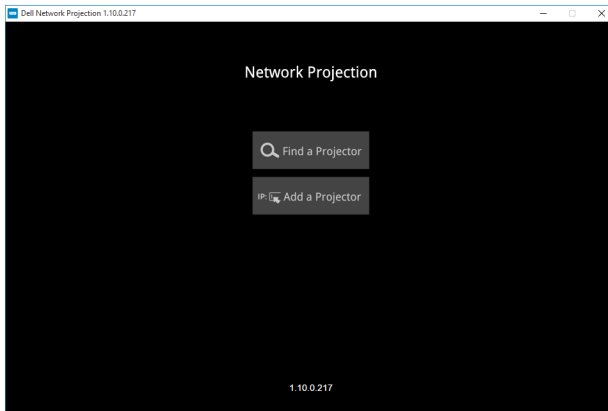 Dell Network Projection 1.10.0.217
Network Projection
Find a Projector
IP: Add a Projector
1.10.0.217